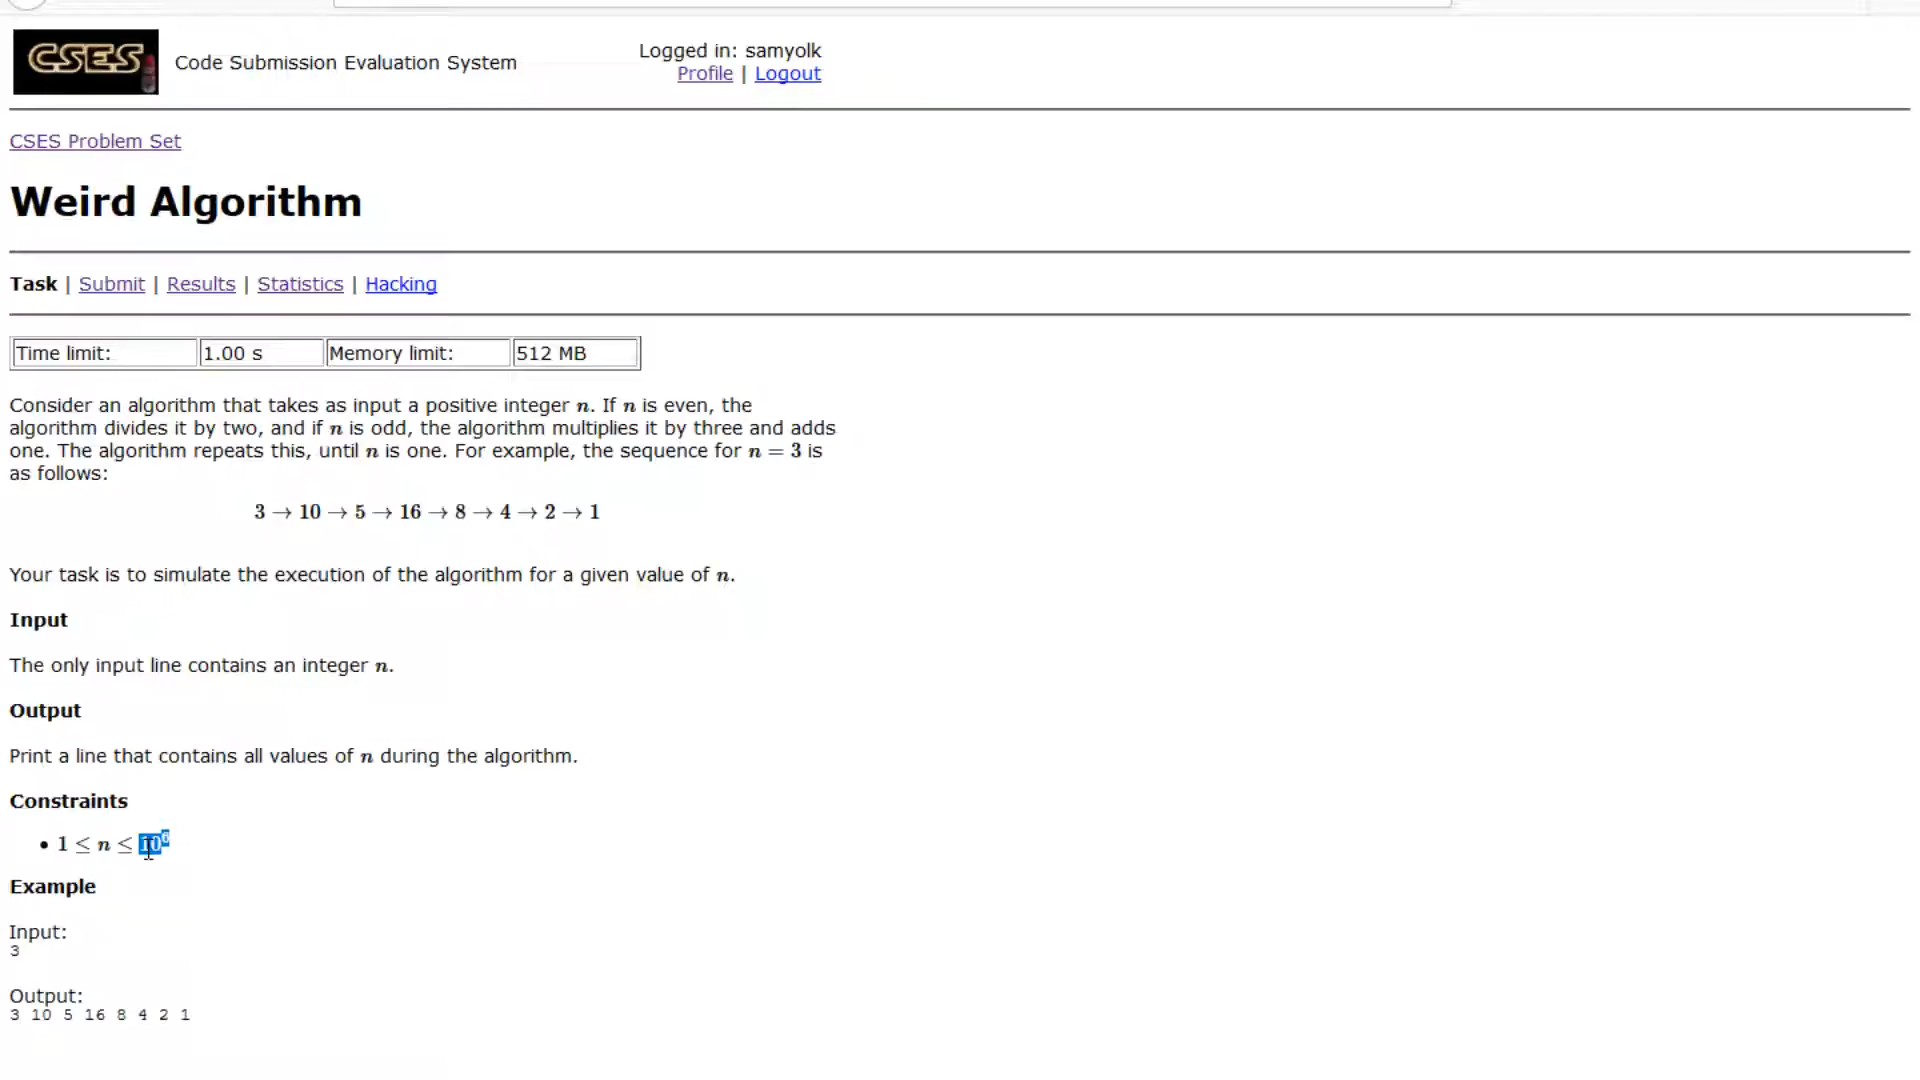 CSES
Code Submission Evaluation System
Logged in: samyolk
Profile | Logout
CSES Problem Set
Weird Algorithm
Task | Submit | Results | Statistics | Hacking
Time limit: 1.00 s Memory limit: 512 MB
Consider an algorithm that takes as input a positive integer n. If n is even, the
algorithm divides it by two, and if n is odd, the algorithm multiplies it by three and adds
one. The algorithm repeats this, until n is one. For example, the sequence for n = 3 is
as follows:
3 → 10 → 5 → 16 → 8 → 4 → 2 → 1
Your task is to simulate the execution of the algorithm for a given value of n.
Input
The only input line contains an integer n.
Output
Print a line that contains all values of n during the algorithm.
Constraints
• 1 ≤ n ≤ 10⁶
Example
Input:
3
Output:
3 10 5 16 8 4 2 1